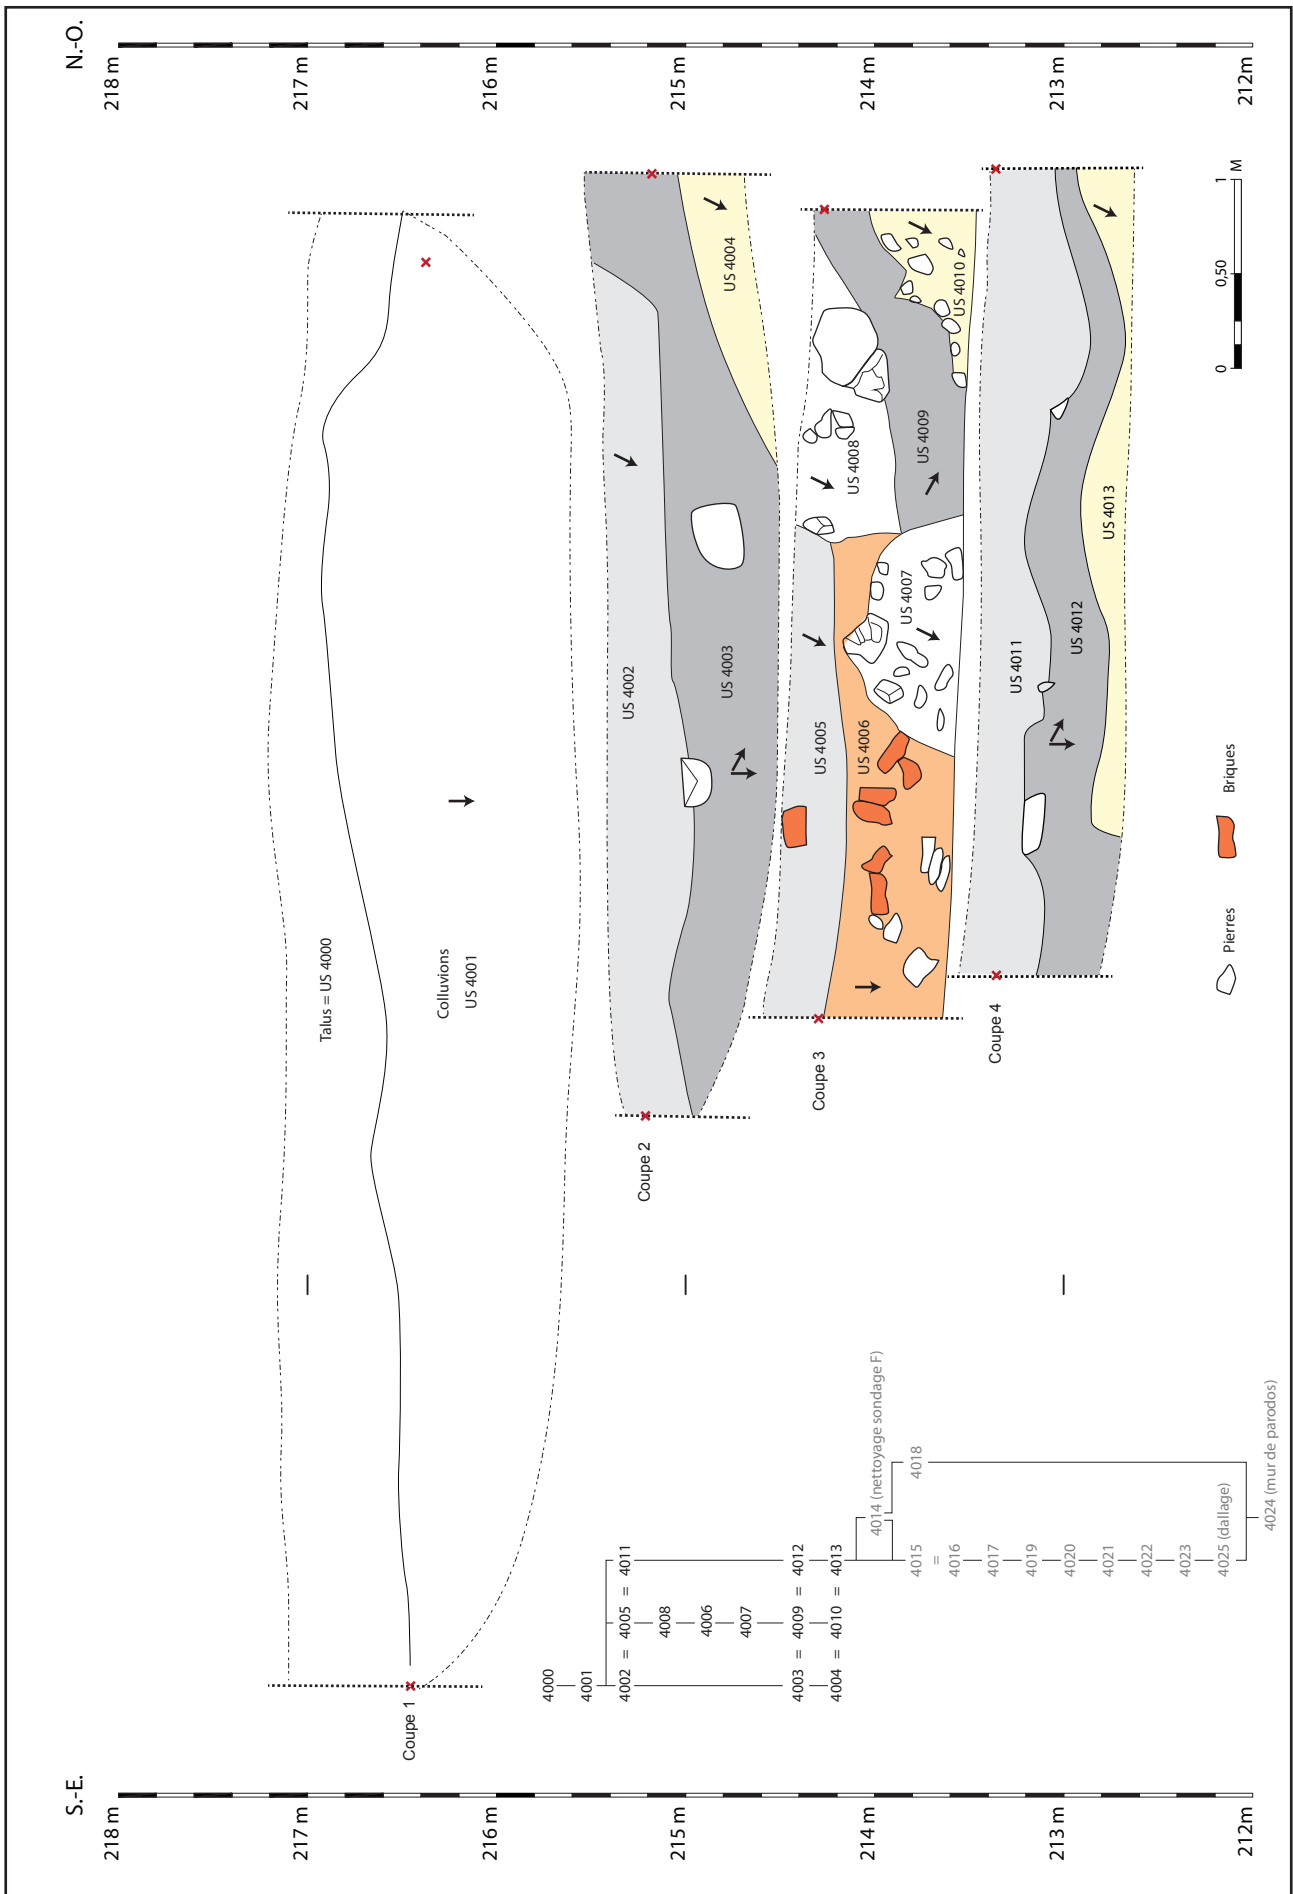 S.-E.
N.-O.
218 m
217 m
216 m
215 m
214 m
213 m
212 m
218 m
217 m
216 m
215 m
214 m
213 m
212 m
Coupe 1
Talus = US 4000
Colluvions
US 4001
Coupe 2
US 4002
US 4003
US 4004
Coupe 3
US 4005
US 4006
US 4007
US 4008
US 4009
US 4010
Coupe 4
US 4011
US 4012
US 4013
4000
4001
4002 = 4005 = 4011
4008
4006
4007
4003 = 4009 = 4012
4004 = 4010 = 4013
4014 (nettoyage sondage F)
4015
4018
=
4016
4017
4019
4020
4021
4022
4023
4025 (dallage)
4024 (mur de parodos)
Pierres
Briques
0
0,50
1
M